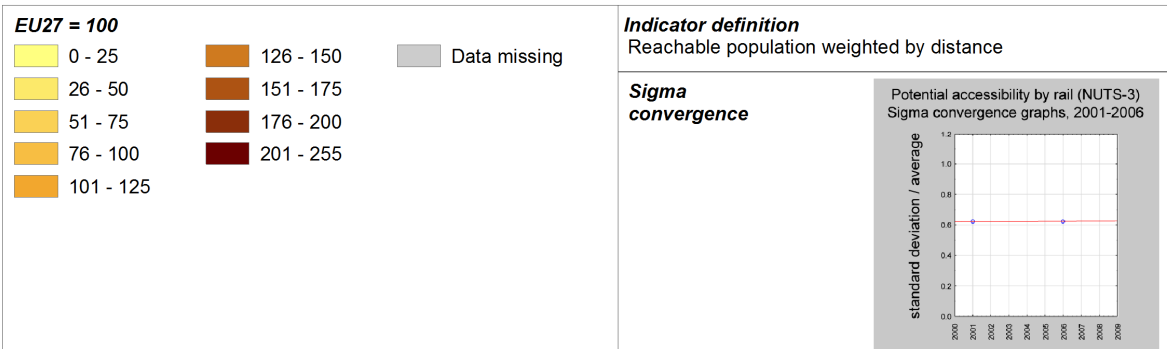 EU27 = 100
0 - 25
26 - 50
51 - 75
76 - 100
101 - 125
126 - 150
151 - 175
176 - 200
201 - 255
Data missing
Indicator definition
Reachable population weighted by distance
Sigma
convergence
Potential accessibility by rail (NUTS-3)
Sigma convergence graphs, 2001-2006
standard deviation / average
1.2
1.0
0.8
0.6
0.4
0.2
0.0
2000
2001
2002
2003
2004
2005
2006
2007
2008
2009